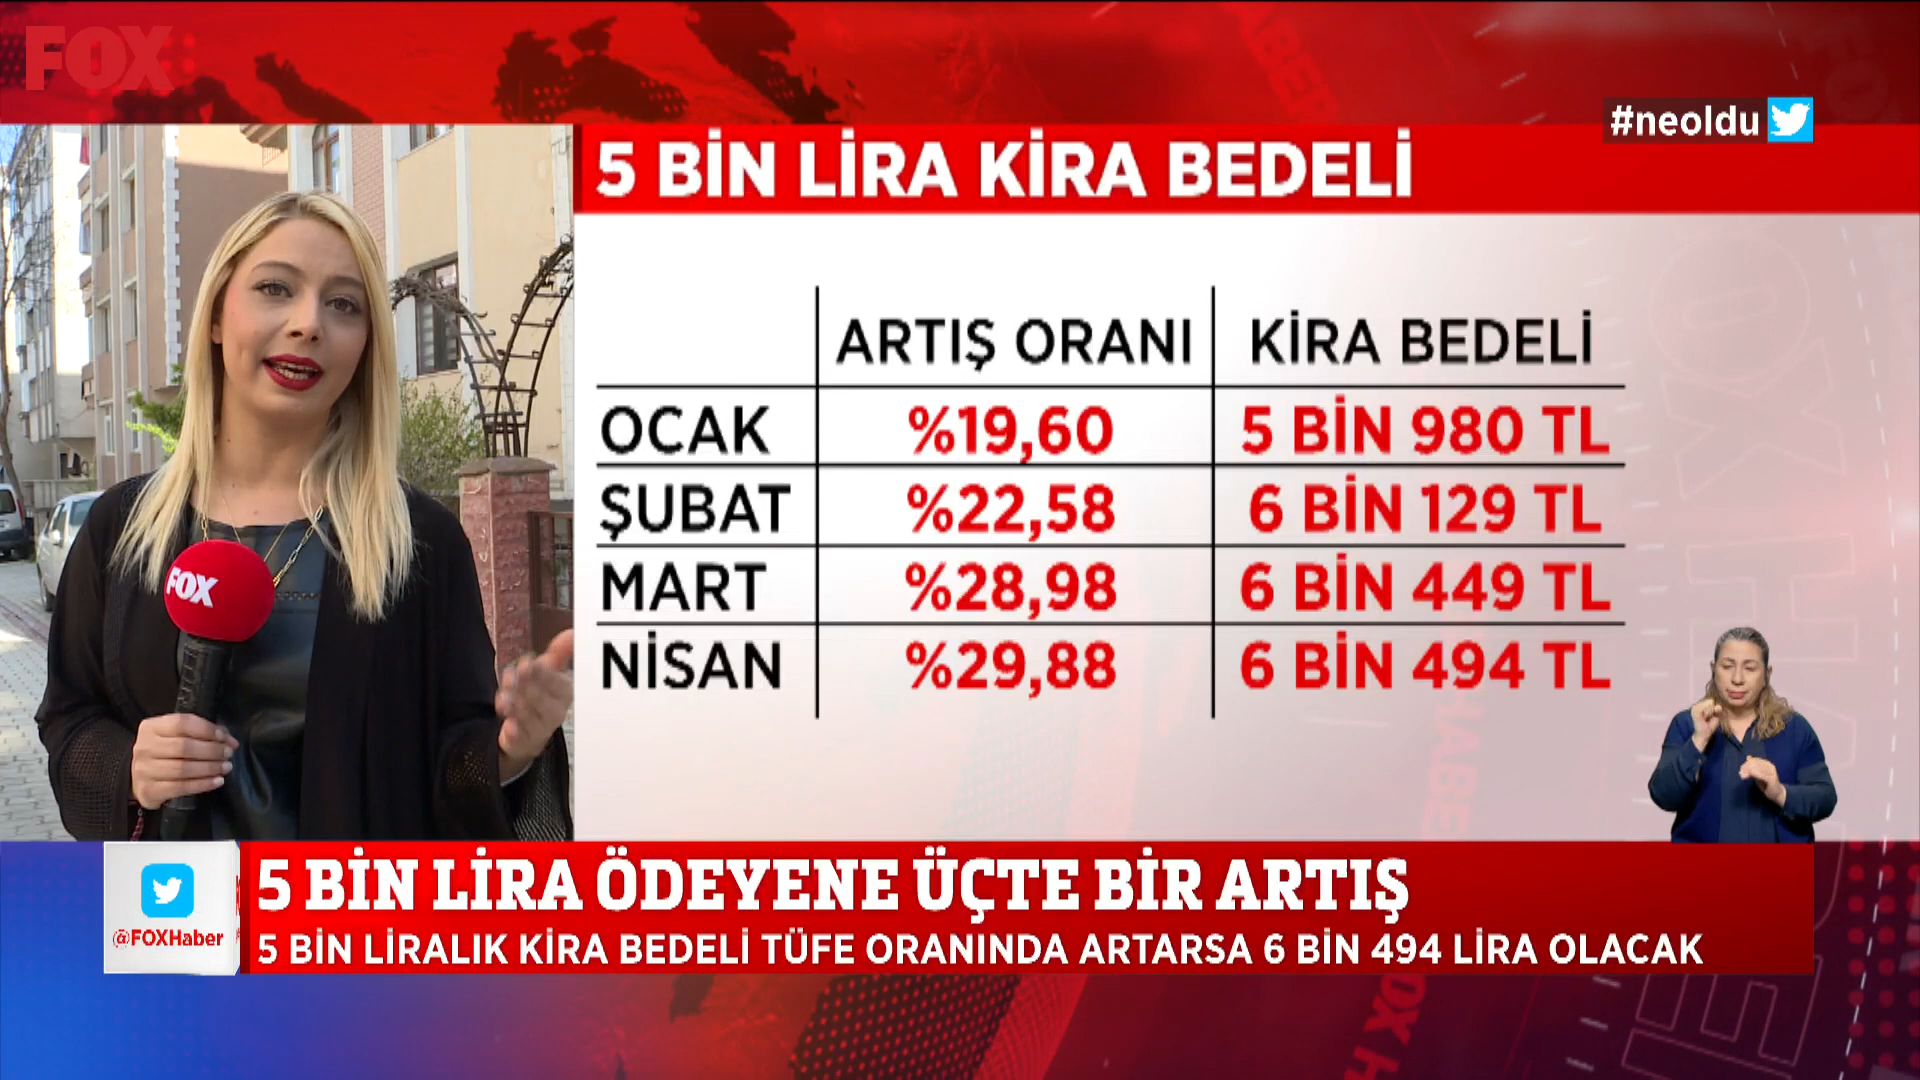 FOX
#neoldu
5 BİN LİRA KİRA BEDELİ
ARTIŞ ORANI KİRA BEDELİ
OCAK %19,60 5 BİN 980 TL
ŞUBAT %22,58 6 BİN 129 TL
MART %28,98 6 BİN 449 TL
NİSAN %29,88 6 BİN 494 TL
FOX
5 BİN LİRA ÖDEYENE ÜÇTE BİR ARTIŞ
@FOXHaber
5 BİN LİRALIK KİRA BEDELİ TÜFE ORANINDA ARTARSA 6 BİN 494 LİRA OLACAK